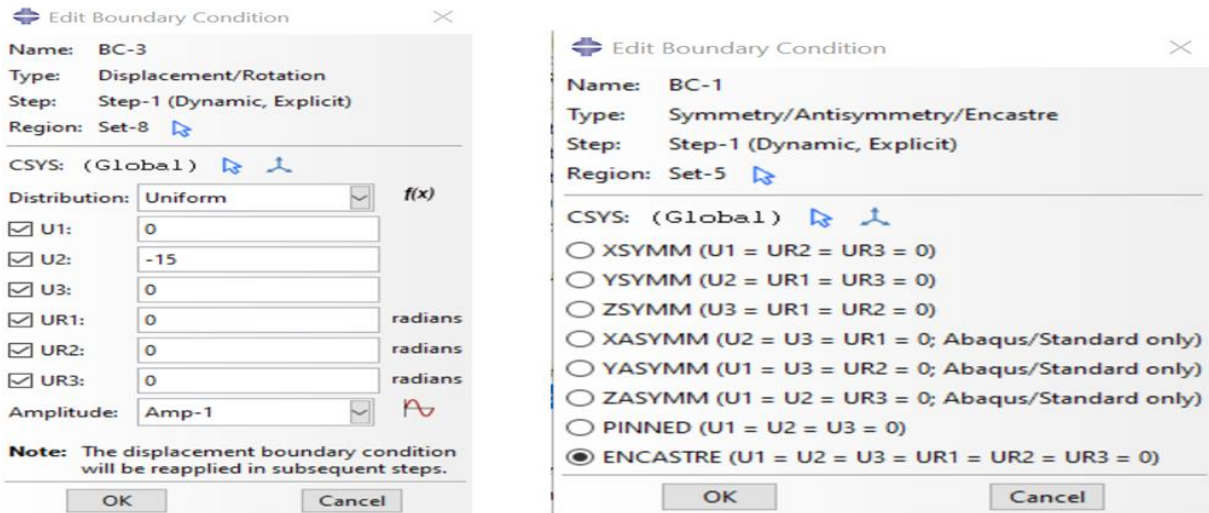 Edit Boundary Condition
Name: BC-3
Type: Displacement/Rotation
Step: Step-1 (Dynamic, Explicit)
Region: Set-8
CSYS: (Global)
Distribution: Uniform f(x)
U1: 0
U2: -15
U3: 0
UR1: 0 radians
UR2: 0 radians
UR3: 0 radians
Amplitude: Amp-1
Note: The displacement boundary condition
will be reapplied in subsequent steps.
OK Cancel
Edit Boundary Condition
Name: BC-1
Type: Symmetry/Antisymmetry/Encastre
Step: Step-1 (Dynamic, Explicit)
Region: Set-5
CSYS: (Global)
XSYMM (U1 = UR2 = UR3 = 0)
YSYMM (U2 = UR1 = UR3 = 0)
ZSYMM (U3 = UR1 = UR2 = 0)
XASYMM (U2 = U3 = UR1 = 0; Abaqus/Standard only)
YASYMM (U1 = U3 = UR2 = 0; Abaqus/Standard only)
ZASYMM (U1 = U2 = UR3 = 0; Abaqus/Standard only)
PINNED (U1 = U2 = U3 = 0)
ENCASTRE (U1 = U2 = U3 = UR1 = UR2 = UR3 = 0)
OK Cancel